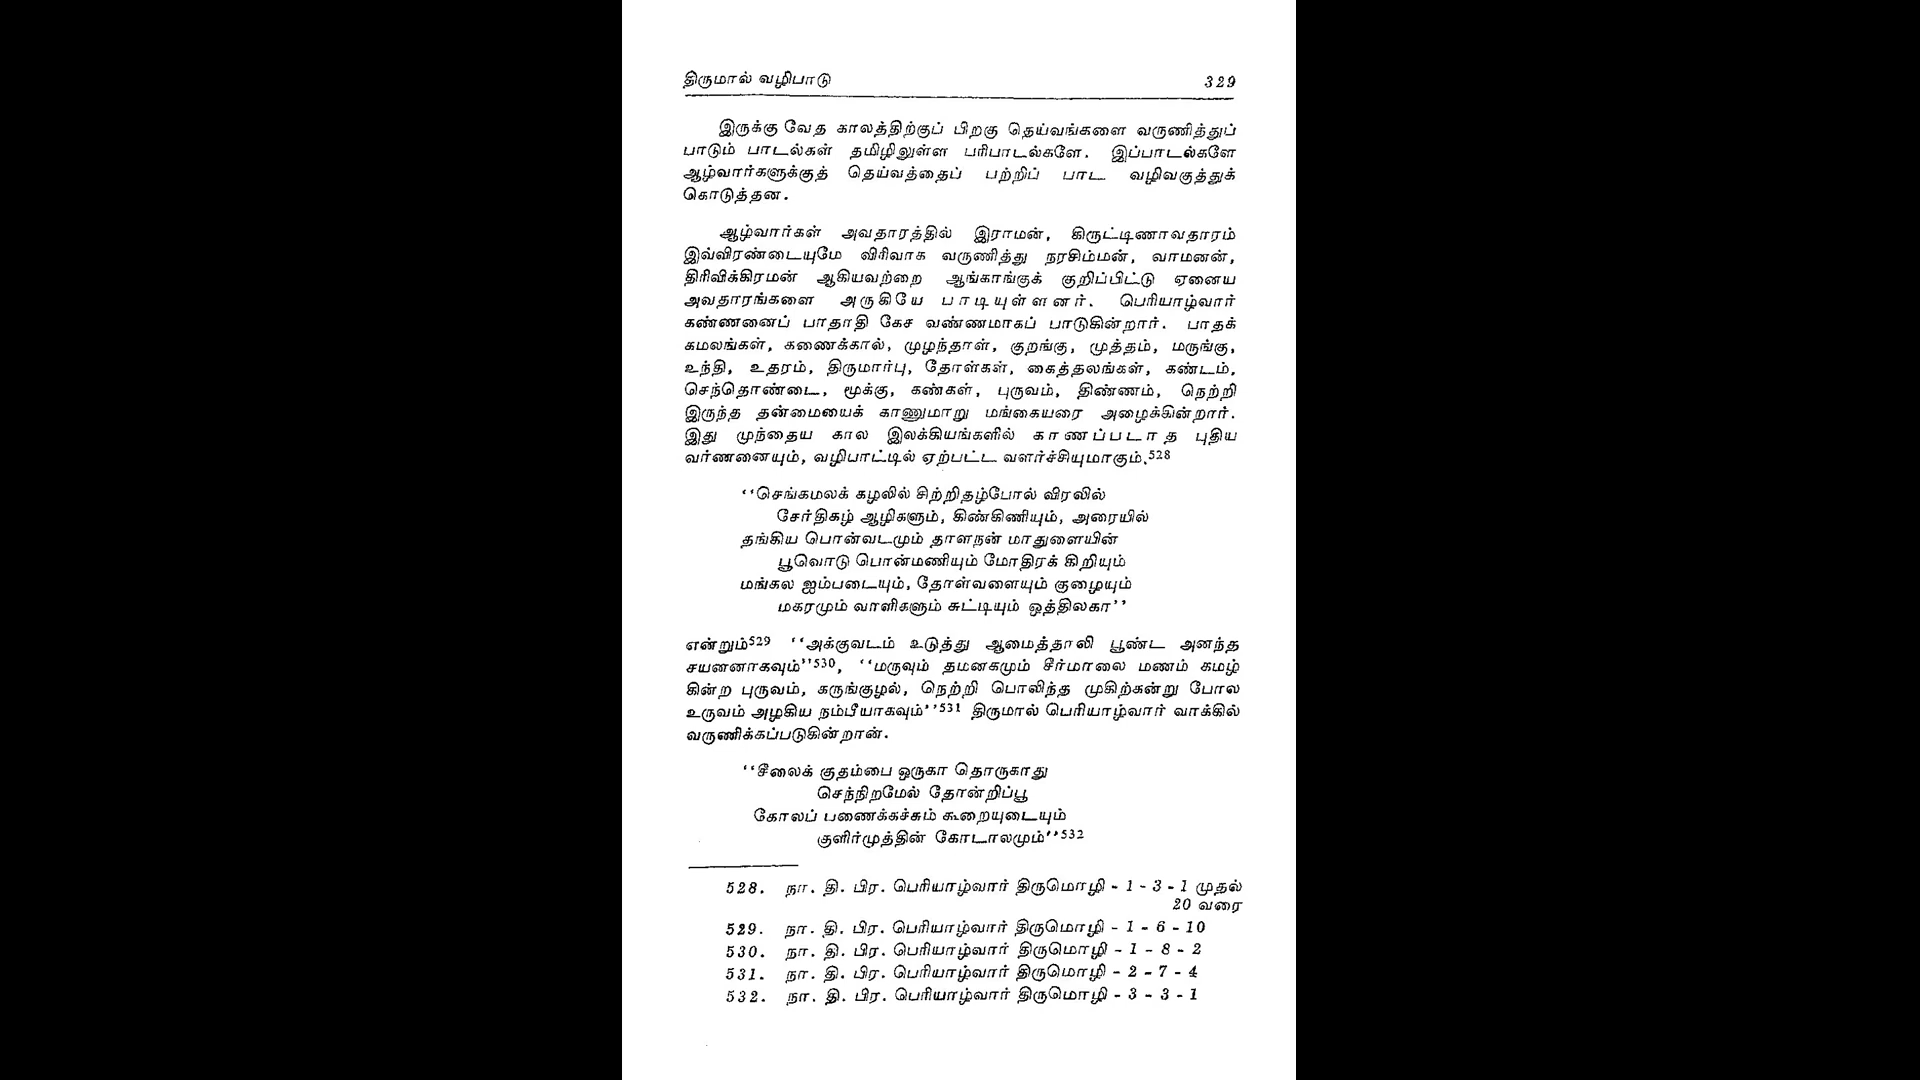 திருமால் வழிபாடு 329
இருக்கு வேத காலத்திற்குப் பிறகு தெய்வங்களை வருணித்துப்
பாடும் பாடல்கள் தமிழிலுள்ள பரிபாடல்களே. இப்பாடல்களே
ஆழ்வார்களுக்குத் தெய்வத்தைப் பற்றிப் பாட வழிவகுத்துக்
கொடுத்தன.
ஆழ்வார்கள் அவதாரத்தில் இராமன், கிருட்டிணாவதாரம்
இவ்விரண்டையுமே விரிவாக வருணித்து நரசிம்மன், வாமனன்,
திரிவிக்கிரமன் ஆகியவற்றை ஆங்காங்குக் குறிப்பிட்டு ஏனைய
அவதாரங்களை அருகியே பாடியுள்ளனர். பெரியாழ்வார்
கண்ணனைப் பாதாதி கேச வண்ணமாகப் பாடுகின்றார். பாதக்
கமலங்கள், கணைக்கால், முழந்தாள், குறங்கு, முத்தம், மருங்கு,
உந்தி, உதரம், திருமார்பு, தோள்கள், கைத்தலங்கள், கண்டம்,
செந்தொண்டை, மூக்கு, கண்கள், புருவம், திண்ணம், நெற்றி
இருந்த தன்மையைக் காணுமாறு மங்கையரை அழைக்கின்றார்.
இது முந்தைய கால இலக்கியங்களில் காணப்படாத புதிய
வர்ணனையும், வழிபாட்டில் ஏற்பட்ட வளர்ச்சியுமாகும்.528
‘‘செங்கமலக் கழலில் சிற்றிதழ்போல் விரலில்
சேர்திகழ் ஆழிகளும், கிண்கிணியும், அரையில்
தங்கிய பொன்வடமும் தாளநன் மாதுளையின்
பூவொடு பொன்மணியும் மோதிரக் கிறியும்
மங்கல ஐம்படையும், தோள்வளையும் குழையும்
மகரமும் வாளிகளும் சுட்டியும் ஒத்திலகா’’
என்றும்529 ‘‘அக்குவடம் உடுத்து ஆமைத்தாலி பூண்ட அனந்த
சயனனாகவும்’’530, ‘‘மருவும் தமனகமும் சீர்மாலை மணம் கமழ்
கின்ற புருவம், கருங்குழல், நெற்றி பொலிந்த முகிற்கன்று போல
உருவம் அழகிய நம்பீயாகவும்’’531 திருமால் பெரியாழ்வார் வாக்கில்
வருணிக்கப்படுகின்றான்.
‘‘சீலைக் குதம்பை ஒருகா தொருகாது
செந்நிறமேல் தோன்றிப்பூ
கோலப் பணைக்கச்சும் கூறையுடையும்
குளிர்முத்தின் கோடாலமும்’’532
528. நா. தி. பிர. பெரியாழ்வார் திருமொழி - 1 - 3 - 1 முதல்
20 வரை
529. நா. தி. பிர. பெரியாழ்வார் திருமொழி - 1 - 6 - 10
530. நா. தி. பிர. பெரியாழ்வார் திருமொழி - 1 - 8 - 2
531. நா. தி. பிர. பெரியாழ்வார் திருமொழி - 2 - 7 - 4
532. நா. தி. பிர. பெரியாழ்வார் திருமொழி - 3 - 3 - 1